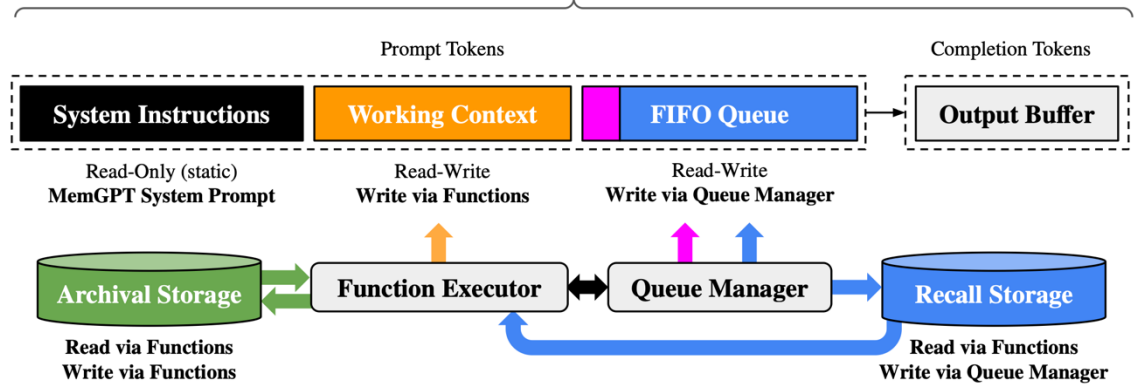 Prompt Tokens
Completion Tokens
System Instructions
Working Context
FIFO Queue
Output Buffer
Read-Only (static)
MemGPT System Prompt
Read-Write
Write via Functions
Read-Write
Write via Queue Manager
Archival Storage
Function Executor
Queue Manager
Recall Storage
Read via Functions
Write via Functions
Read via Functions
Write via Queue Manager